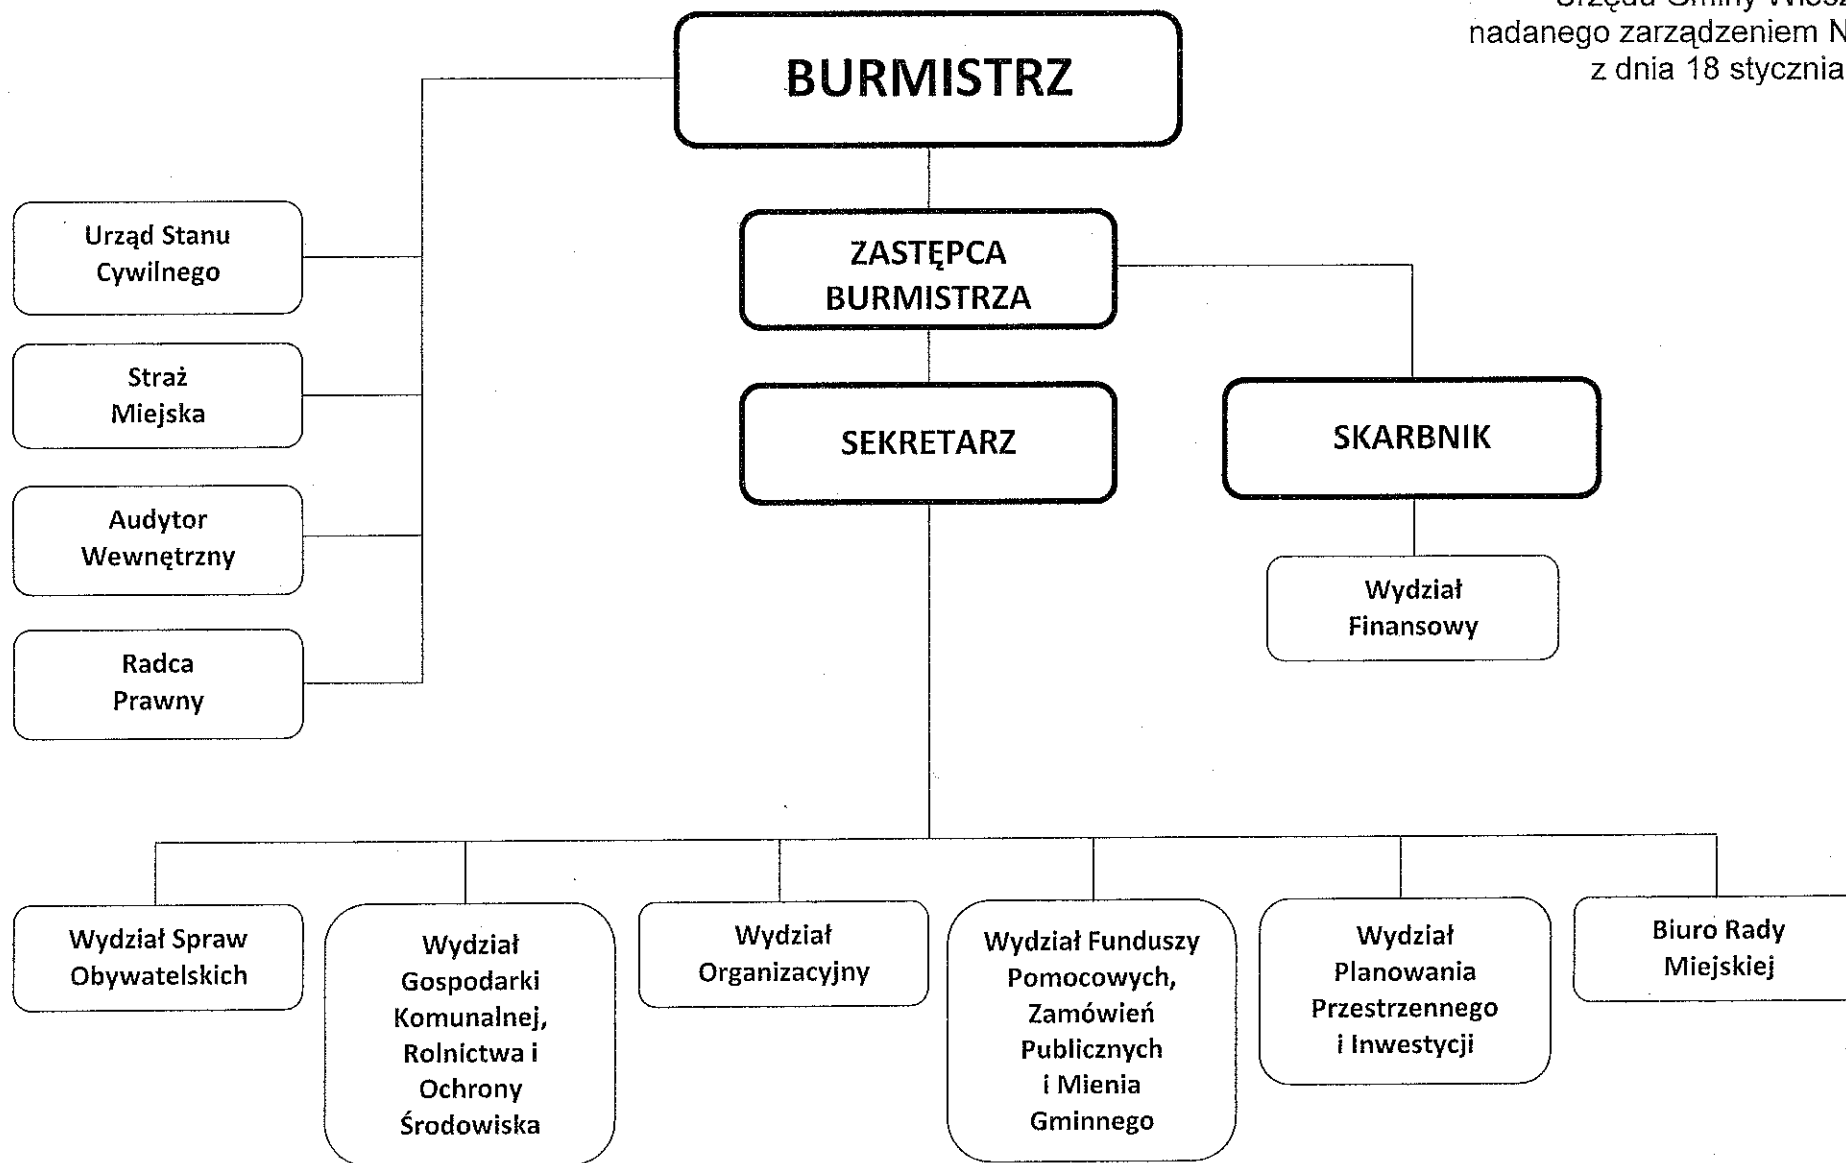 nadanego zarządzeniem
z dnia 18 stycznia
BURMISTRZ
Urząd Stanu
Cywilnego
ZASTĘPCA
BURMISTRZA
Straż
Miejska
SEKRETARZ
SKARBNIK
Audytor
Wewnętrzny
Wydział
Finansowy
Radca
Prawny
Wydział Spraw
Obywatelskich
Wydział
Gospodarki
Komunalnej,
Rolnictwa i
Ochrony
Środowiska
Wydział
Organizacyjny
Wydział Funduszy
Pomocowych,
Zamówień
Publicznych
i Mienia
Gminnego
Wydział
Planowania
Przestrzennego
i Inwestycji
Biuro Rady
Miejskiej